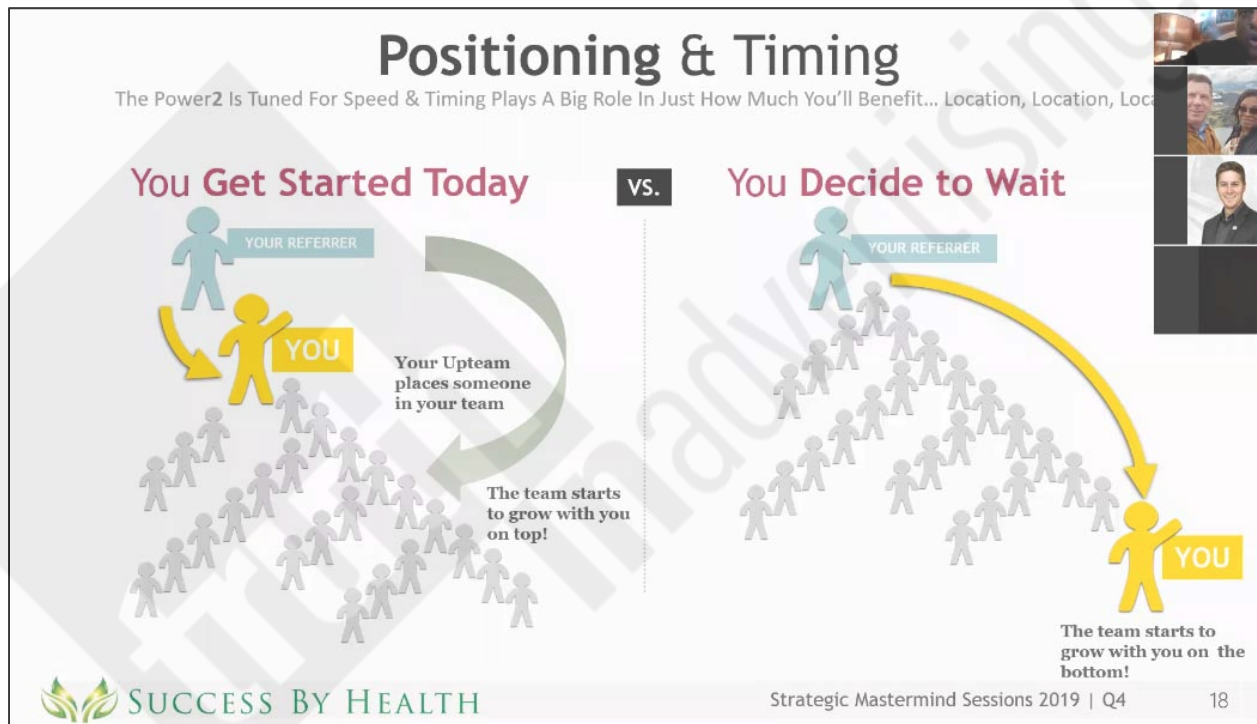 Positioning & Timing
The Power2 Is Tuned For Speed & Timing Plays A Big Role In Just How Much You'll Benefit... Location, Location,
You Get Started Today
VS.
You Decide to Wait
YOUR REFERRER
YOU
Your Upteam
places someone
in your team
The team starts
to grow with you
on top!
YOUR REFERRER
YOU
The team starts to
grow with you on the
bottom!
SUCCESS BY HEALTH
Strategic Mastermind Sessions 2019 | Q4
18
truth
in advertising